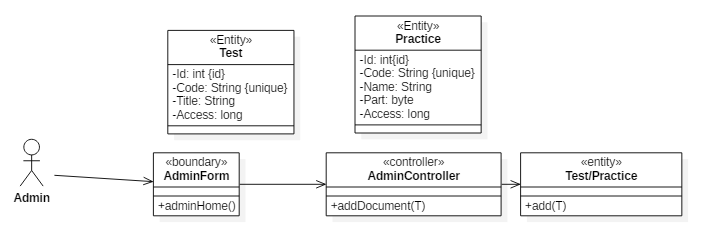 «Entity»
Test
-Id: int {id}
-Code: String {unique}
-Title: String
-Access: long
«Entity»
Practice
-Id: int{id}
-Code: String {unique}
-Name: String
-Part: byte
-Access: long
Admin
«boundary»
AdminForm
+adminHome()
«controller»
AdminController
+addDocument(T)
«entity»
Test/Practice
+add(T)